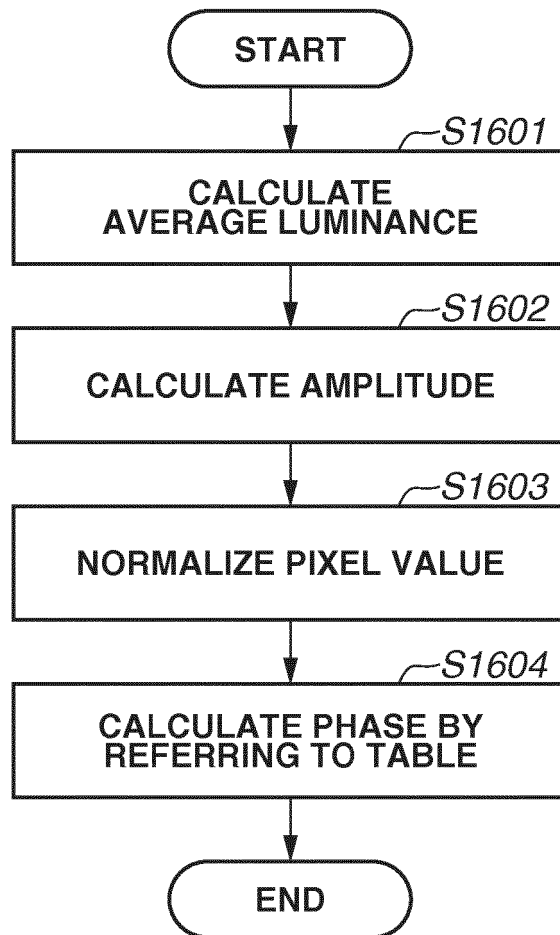 START
S1601
CALCULATE
AVERAGE LUMINANCE
S1602
CALCULATE AMPLITUDE
S1603
NORMALIZE PIXEL VALUE
S1604
CALCULATE PHASE BY
REFERRING TO TABLE
END